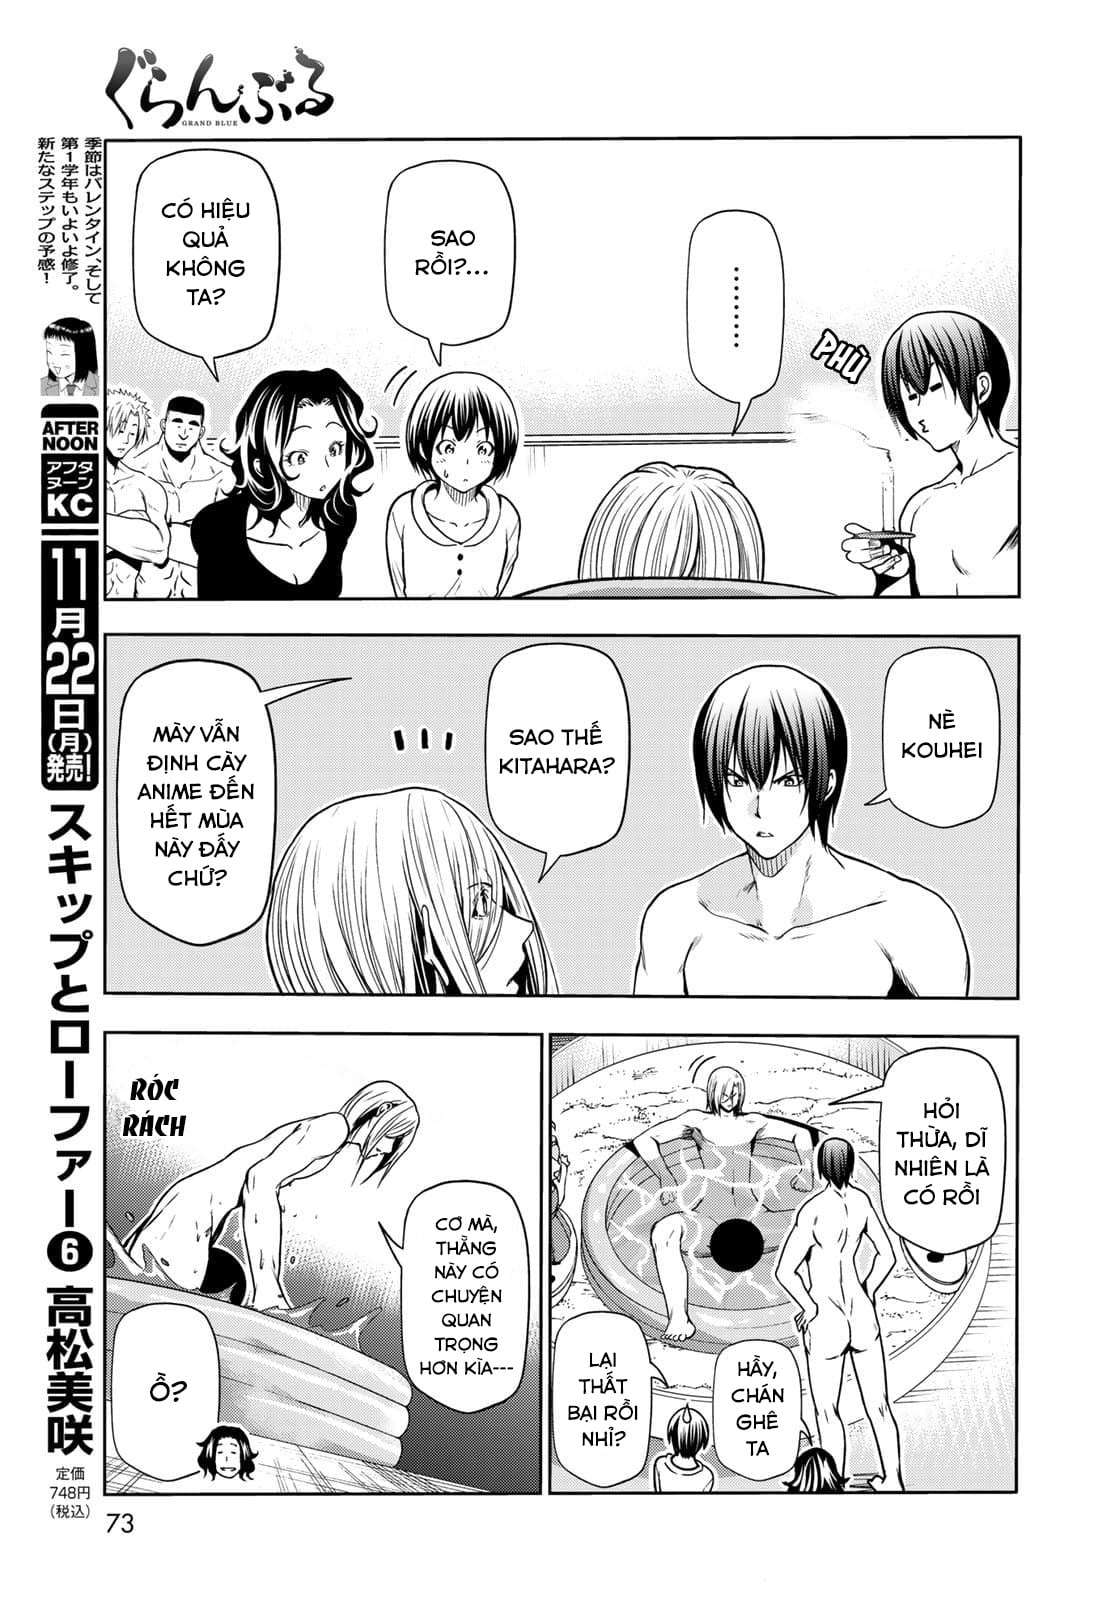 ぐらんぶる
GRAND BLUE
季節はバレンタイン、そして
第1学年もいよいよ修了。
新たなステップの予感！
AFTER
NOON
アフタ
ヌーン
KC
11月22日(月)発売！
スキップとローファー❻
高松美咲
定価
748円
(税込)
……...
PHÙ
SAO
RỒI?...
CÓ HIỆU
QUẢ
KHÔNG
TA?
NÈ
KOUHEI
SAO THẾ
KITAHARA?
MÀY VẪN
ĐỊNH CÀY
ANIME ĐẾN
HẾT MÙA
NÀY ĐẤY
CHỨ?
HỎI
THỪA, DĨ
NHIÊN LÀ
CÓ RỒI
HẦY,
CHÁN
GHÊ
TA
LẠI
THẤT
BẠI RỒI
NHỈ?
RÓC
RÁCH
CƠ MÀ,
THẰNG
NÀY CÓ
CHUYỆN
QUAN
TRỌNG
HƠN KÌA---
Ồ?
73